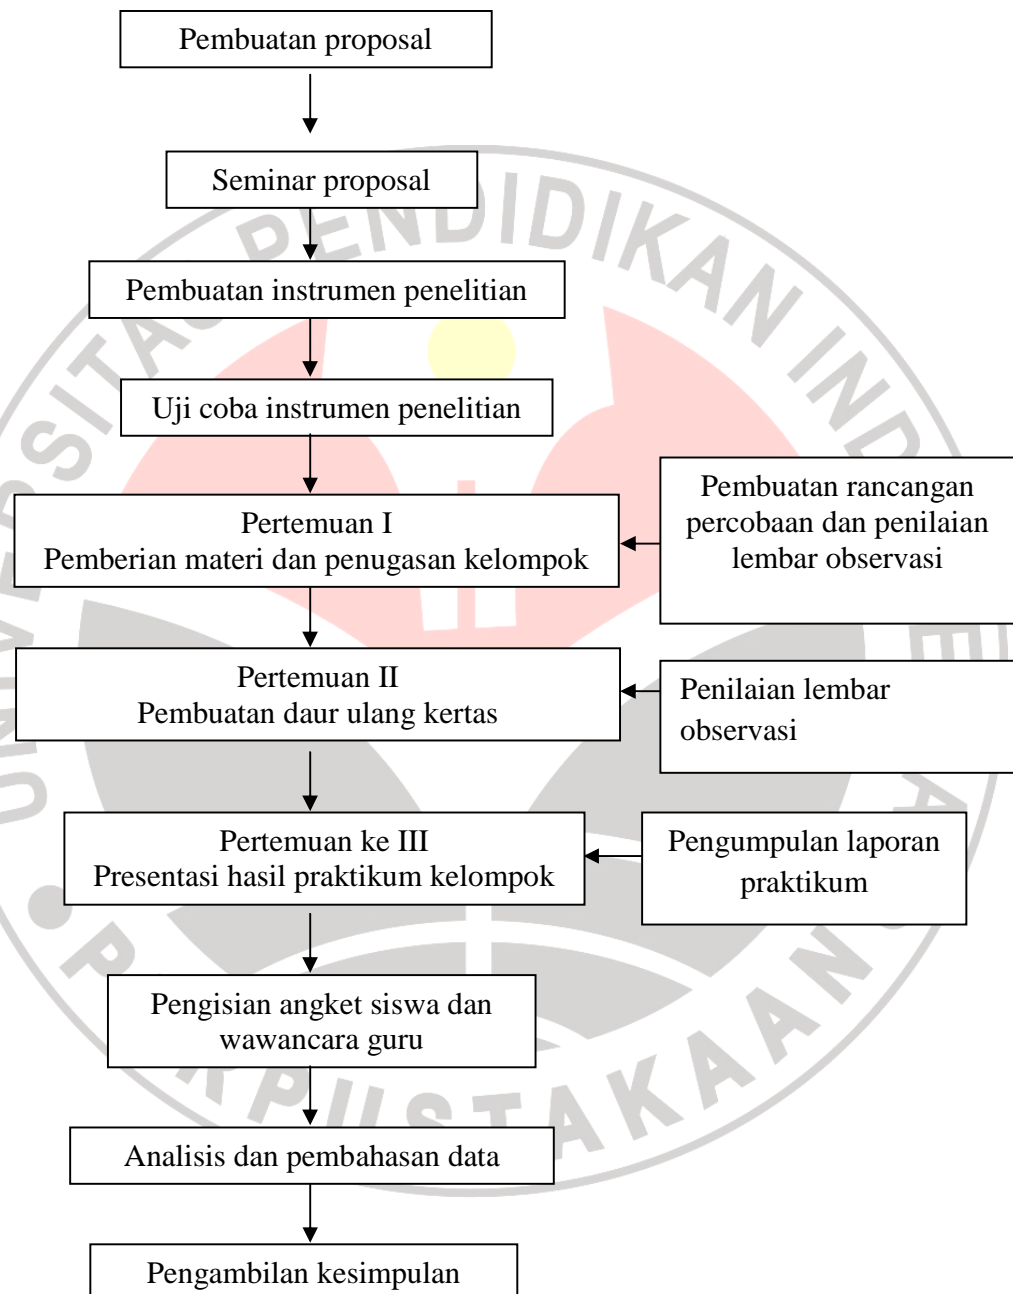 Pembuatan proposal
Seminar proposal
Pembuatan instrumen penelitian
Uji coba instrumen penelitian
Pertemuan I
Pemberian materi dan penugasan kelompok
Pembuatan rancangan
percobaan dan penilaian
lembar observasi
Pertemuan II
Pembuatan daur ulang kertas
Penilaian lembar
observasi
Pertemuan ke III
Presentasi hasil praktikum kelompok
Pengumpulan laporan
praktikum
Pengisian angket siswa dan
wawancara guru
Analisis dan pembahasan data
Pengambilan kesimpulan